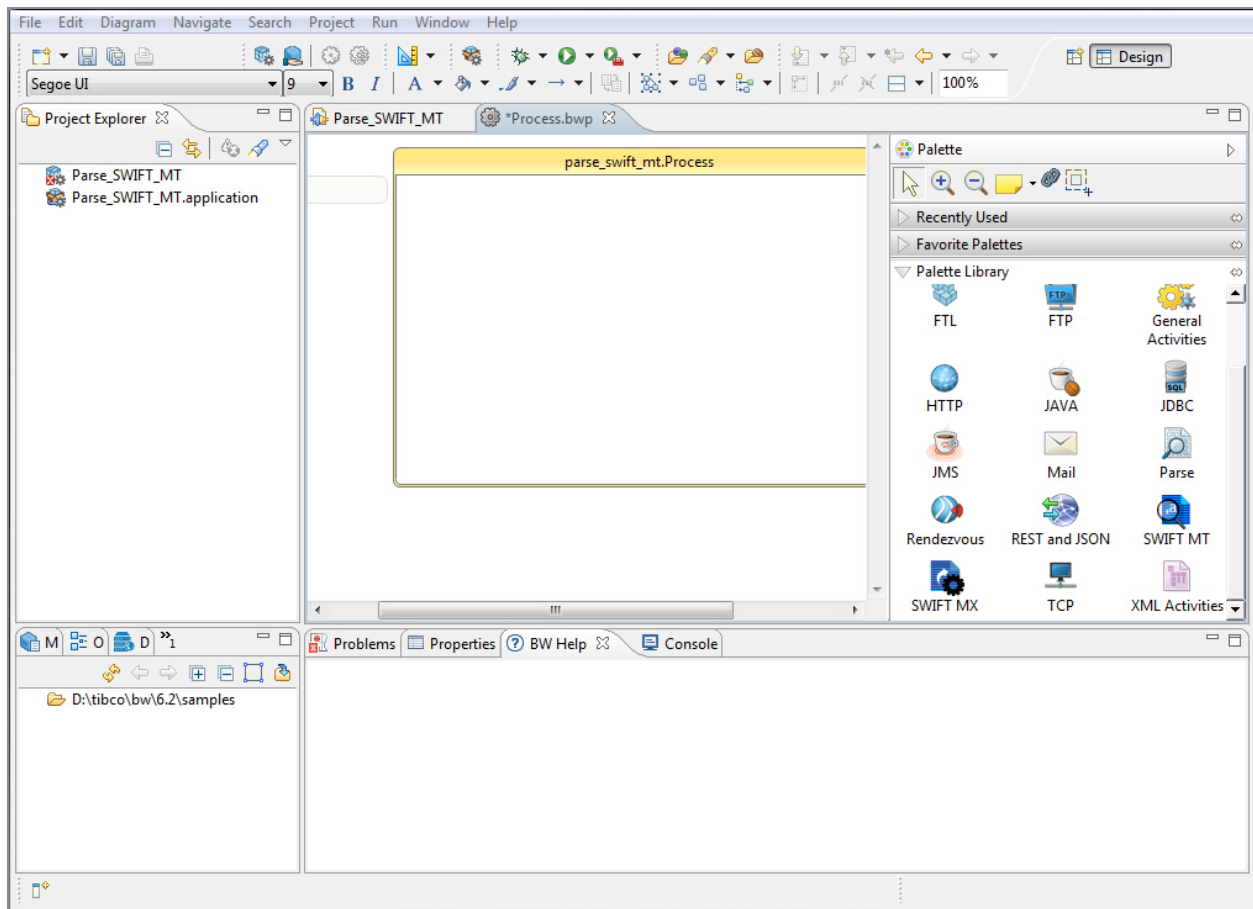 File Edit Diagram Navigate Search Project Run Window Help
Design
Segoe UI 9 B I A 100%
Project Explorer
Parse_SWIFT_MT
Parse_SWIFT_MT.application
Parse_SWIFT_MT *Process.bwp
parse_swift_mt.Process
Palette
Recently Used
Favorite Palettes
Palette Library
FTP
FTL FTP General Activities
SQL
HTTP JAVA JDBC
JMS Mail Parse
Rendezvous REST and JSON SWIFT MT
SWIFT MX TCP XML Activities
M O D »1
D:\tibco\bw\6.2\samples
Problems Properties BW Help Console